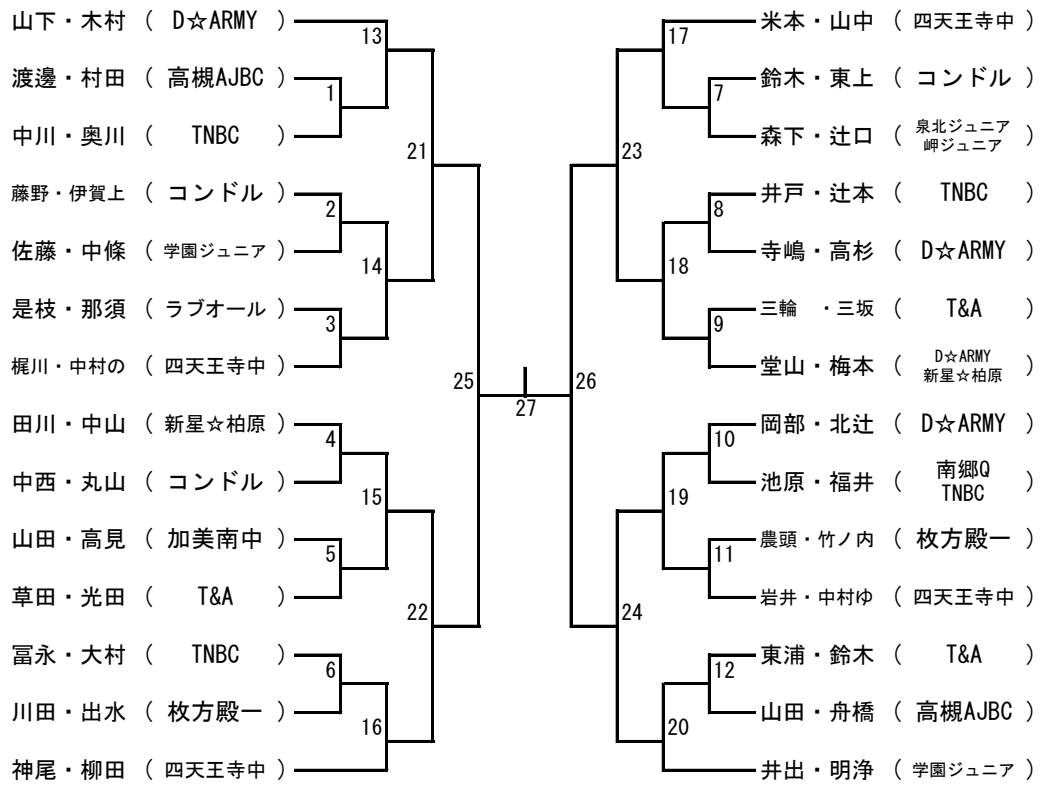 山下・木村 ( D☆ARMY )
渡邊・村田 ( 高槻AJBC )
中川・奥川 ( TNBC )
藤野・伊賀上 ( コンドル )
佐藤・中條 ( 学園ジュニア )
是枝・那須 ( ラブオール )
梶川・中村の ( 四天王寺中 )
田川・中山 ( 新星☆柏原 )
中西・丸山 ( コンドル )
山田・高見 ( 加美南中 )
草田・光田 ( T&A )
冨永・大村 ( TNBC )
川田・出水 ( 枚方殿一 )
神尾・柳田 ( 四天王寺中 )
13
1
21
2
14
3
25
4
15
5
22
6
16
27
17
7
23
8
18
9
26
10
19
11
24
12
20
米本・山中 ( 四天王寺中 )
鈴木・東上 ( コンドル )
森下・辻口 ( 泉北ジュニア
岬ジュニア )
井戸・辻本 ( TNBC )
寺嶋・高杉 ( D☆ARMY )
三輪 ・三坂 ( T&A )
堂山・梅本 ( D☆ARMY
新星☆柏原 )
岡部・北辻 ( D☆ARMY )
池原・福井 ( 南郷Q
TNBC )
農頭・竹ノ内 ( 枚方殿一 )
岩井・中村ゆ ( 四天王寺中 )
東浦・鈴木 ( T&A )
山田・舟橋 ( 高槻AJBC )
井出・明浄 ( 学園ジュニア )